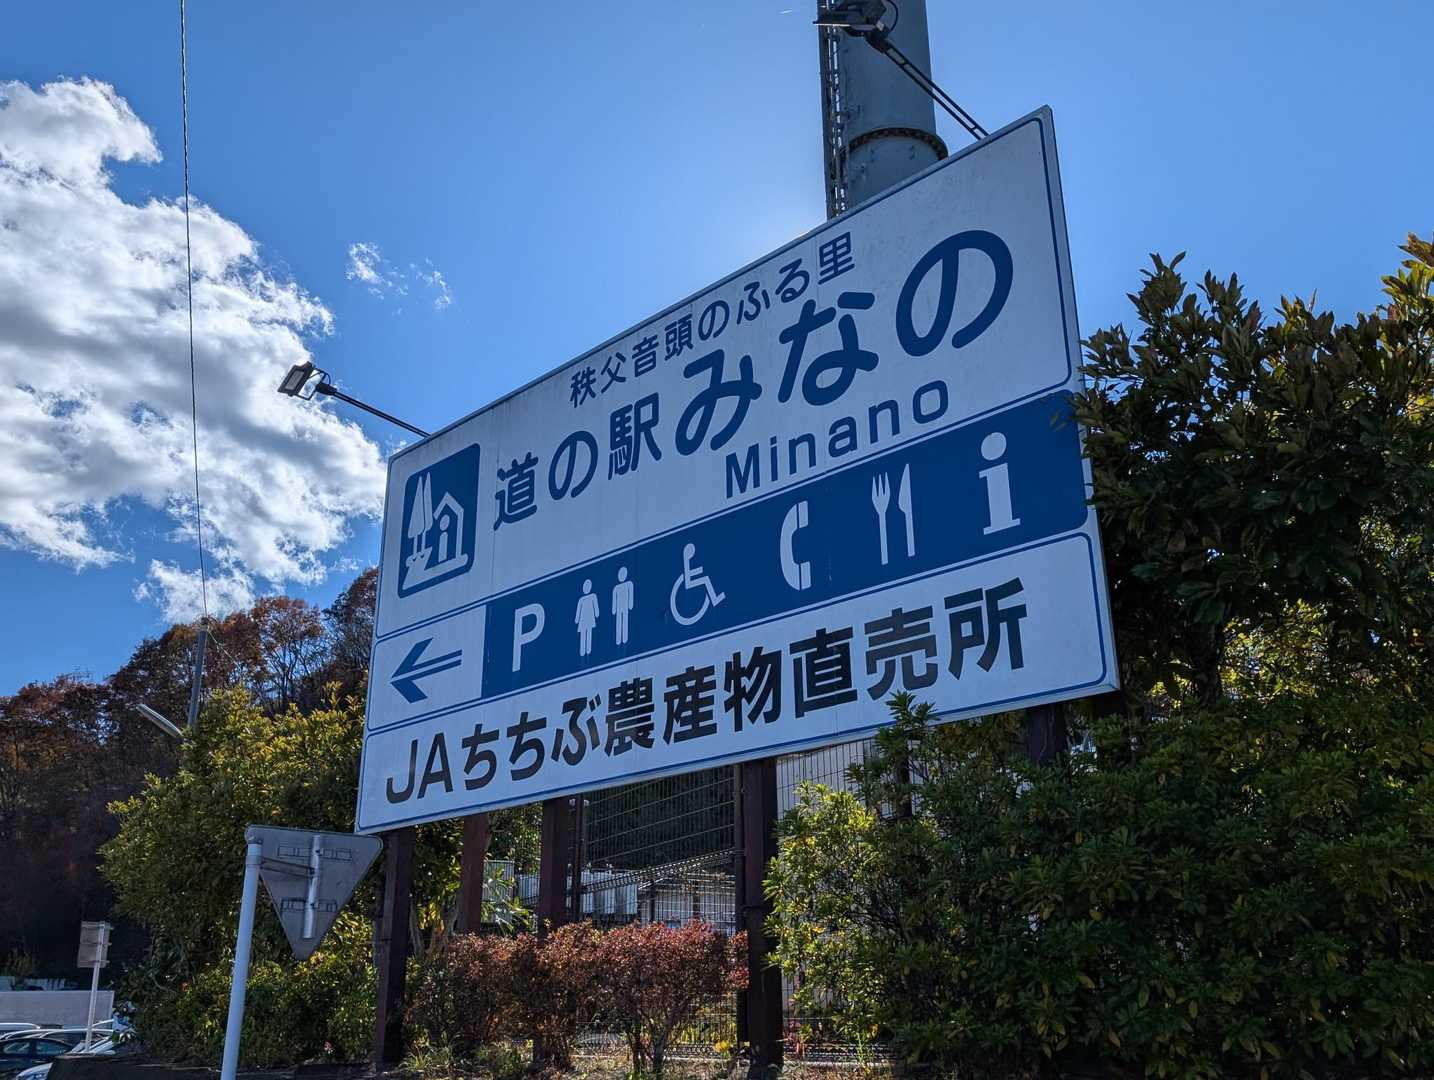 秩父音頭のふる里
道の駅みなの
Minano
P
JAちちぶ農産物直売所